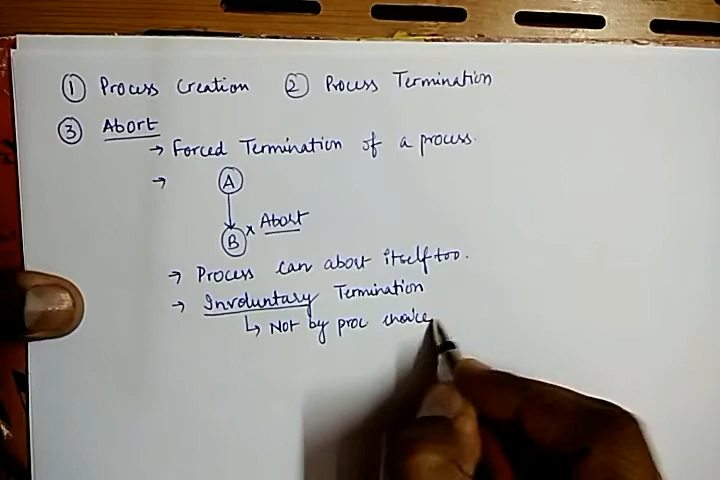 ① Process Creation ② Process Termination
③ Abort
→ Forced Termination of a process.
→ A
B x Abort
→ Process can abort itself too.
→ Involuntary Termination
↳ Not by proc choice